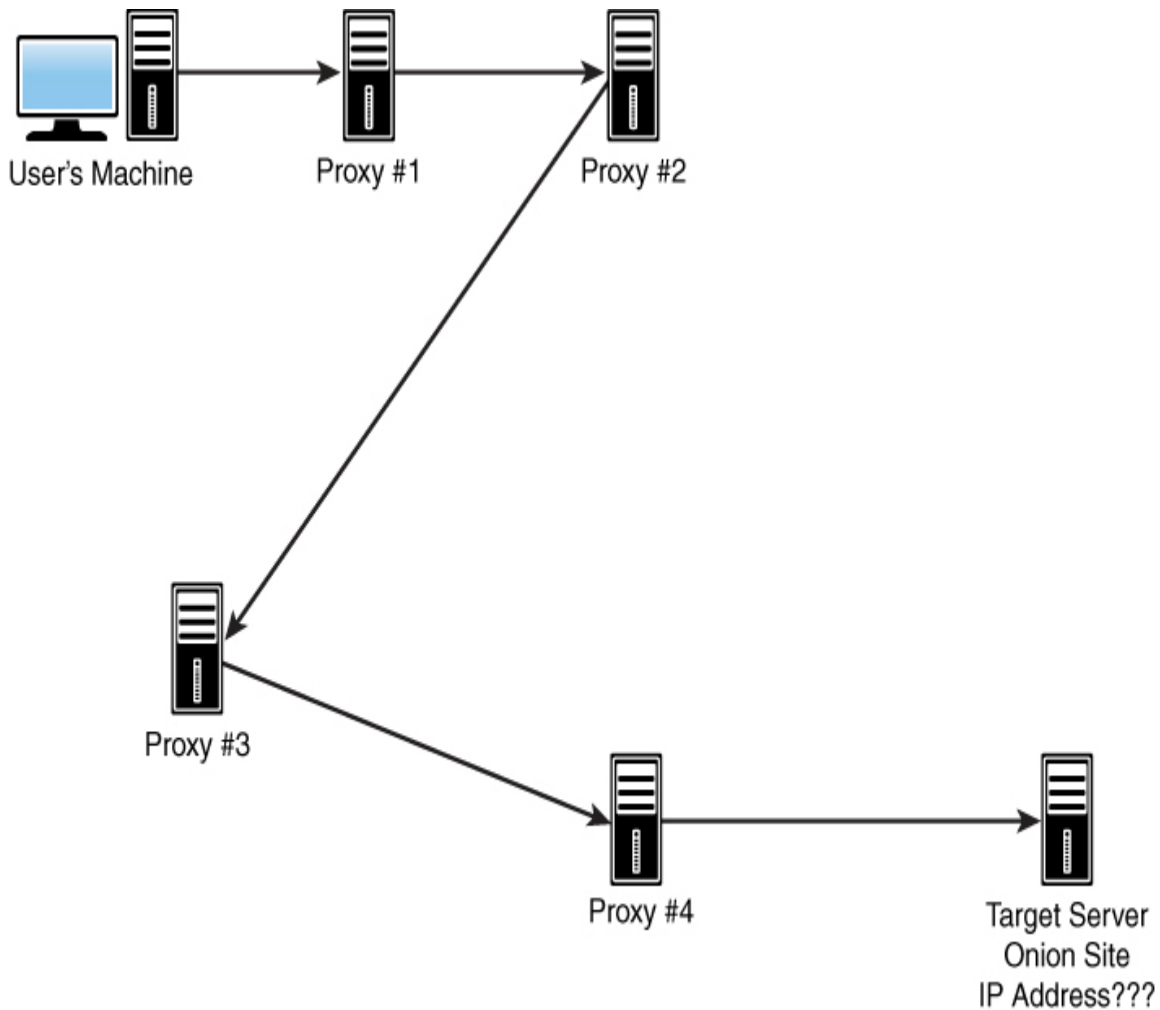 User’s Machine
Proxy #1
Proxy #2
Proxy #3
Proxy #4
Target Server
Onion Site
IP Address???